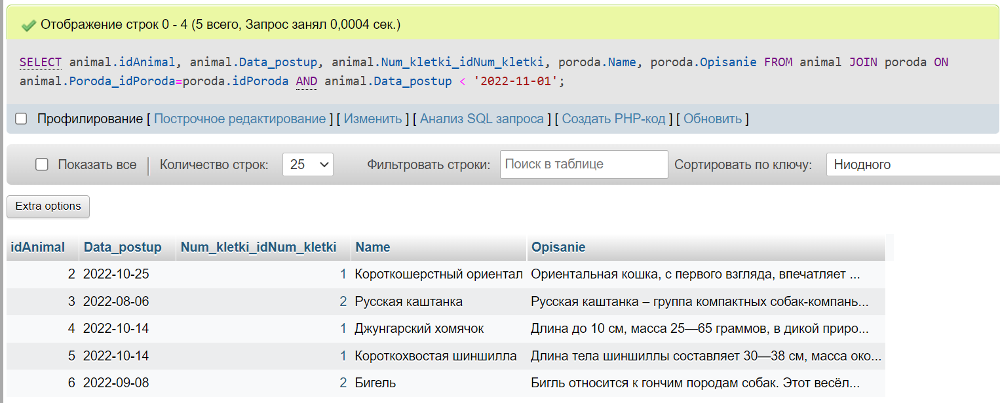 Отображение строк 0 - 4 (5 всего, Запрос занял 0,0004 сек.)
SELECT animal.idAnimal, animal.Data_postup, animal.Num_kletki_idNum_kletki, poroda.Name, poroda.Opisanie FROM animal JOIN poroda ON
animal.Poroda_idPoroda=poroda.idPoroda AND animal.Data_postup < '2022-11-01';
Профилирование [ Построчное редактирование ] [ Изменить ] [ Анализ SQL запроса ] [ Создать PHP-код ] [ Обновить ]
Показать все | Количество строк: 25 Фильтровать строки: Поиск в таблице Сортировать по ключу: Ниодного
Extra options
idAnimal Data_postup Num_kletki_idNum_kletki Name Opisanie
2 2022-10-25 1 Короткошерстный ориентал Ориентальная кошка, с первого взгляда, впечатляет ...
3 2022-08-06 2 Русская каштанка Русская каштанка – группа компактных собак-компань...
4 2022-10-14 1 Джунгарский хомячок Длина до 10 см, масса 25—65 граммов, в дикой приро...
5 2022-10-14 1 Короткохвостая шиншилла Длина тела шиншиллы составляет 30—38 см, масса око...
6 2022-09-08 2 Бигель Бигль относится к гончим породам собак. Этот весёл...